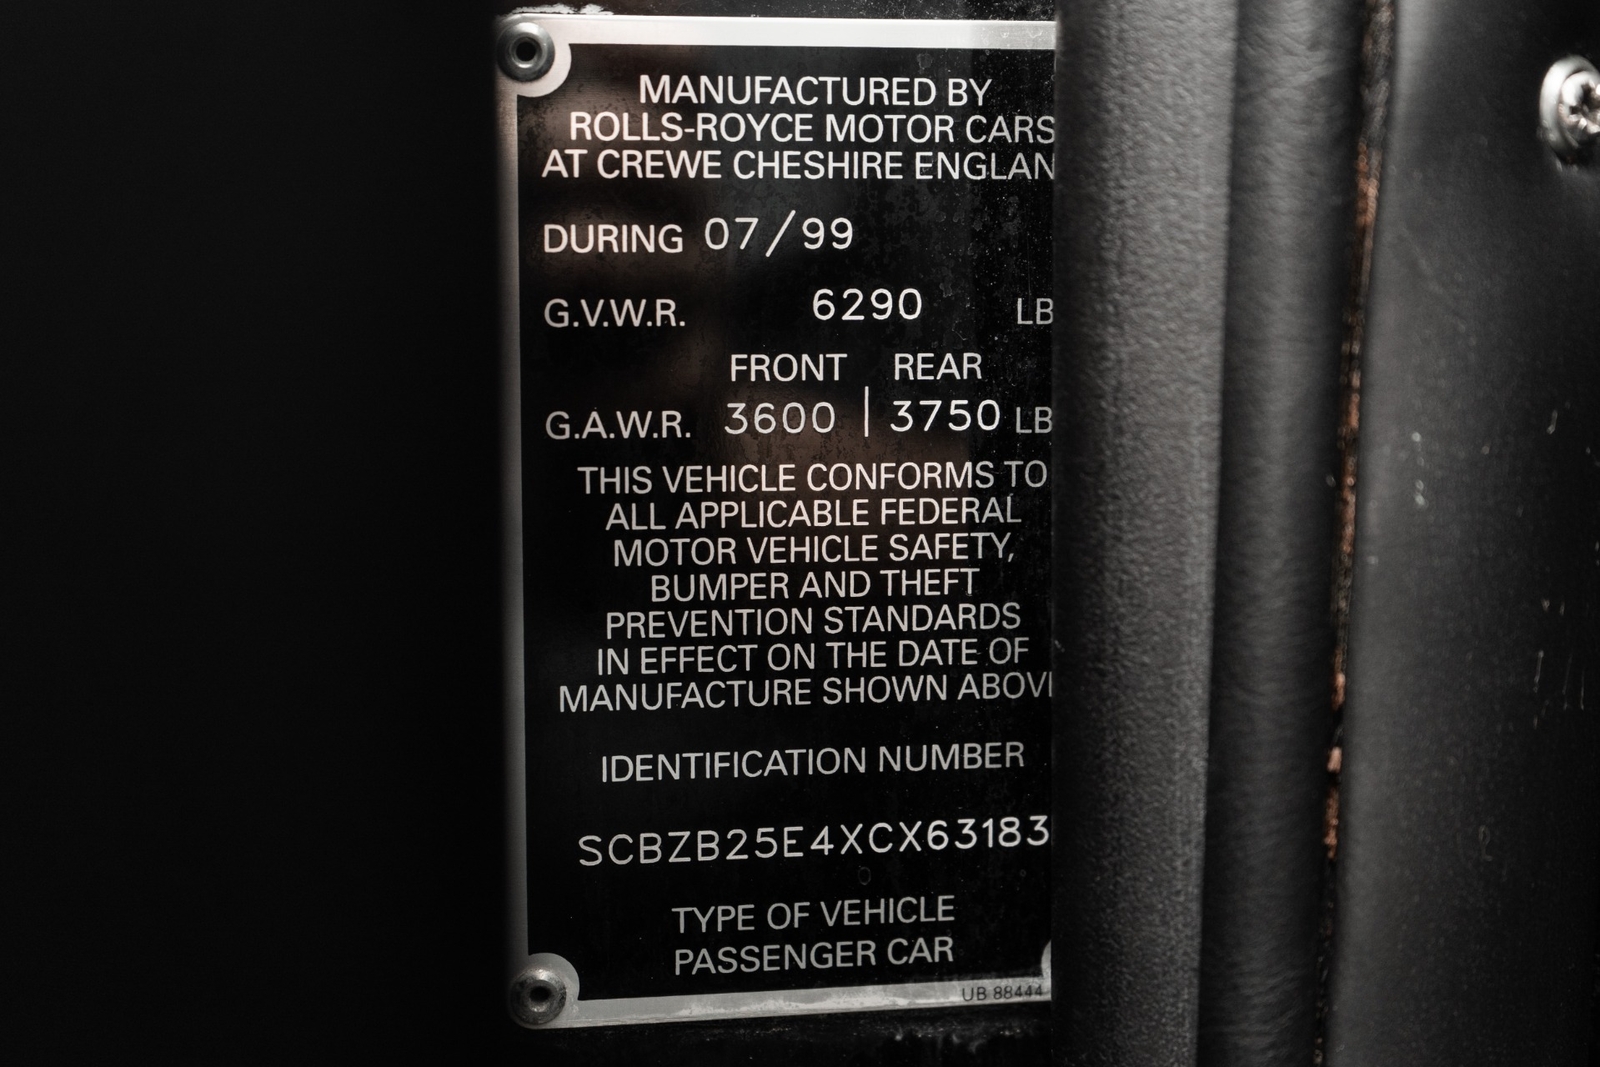 MANUFACTURED BY
ROLLS-ROYCE MOTOR CARS
AT CREWE CHESHIRE ENGLAN
DURING 07/99
G.V.W.R. 6290 LB
FRONT REAR
G.A.W.R. 3600 | 3750 LB
THIS VEHICLE CONFORMS TO
ALL APPLICABLE FEDERAL
MOTOR VEHICLE SAFETY,
BUMPER AND THEFT
PREVENTION STANDARDS
IN EFFECT ON THE DATE OF
MANUFACTURE SHOWN ABOV
IDENTIFICATION NUMBER
SCBZB25E4XCX63183
TYPE OF VEHICLE
PASSENGER CAR
UB 88444